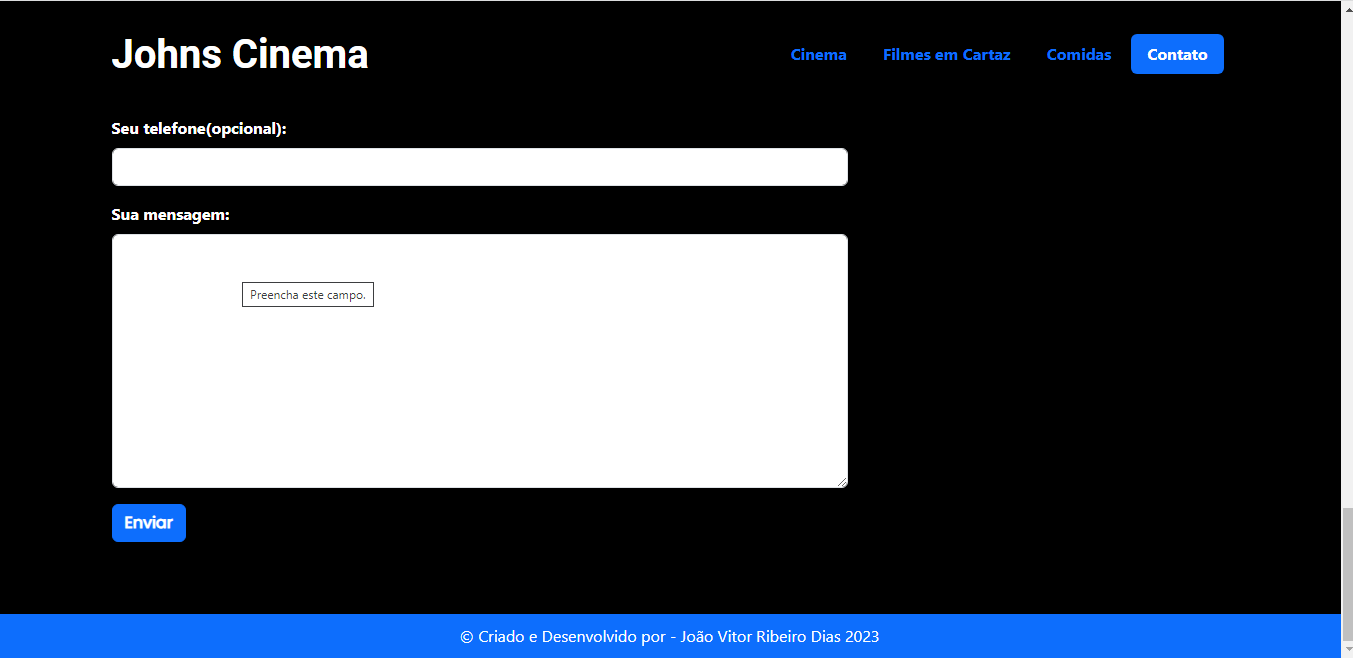 Johns Cinema
Cinema Filmes em Cartaz Comidas Contato
Seu telefone(opcional):
Sua mensagem:
Preencha este campo.
Enviar
© Criado e Desenvolvido por - João Vitor Ribeiro Dias 2023